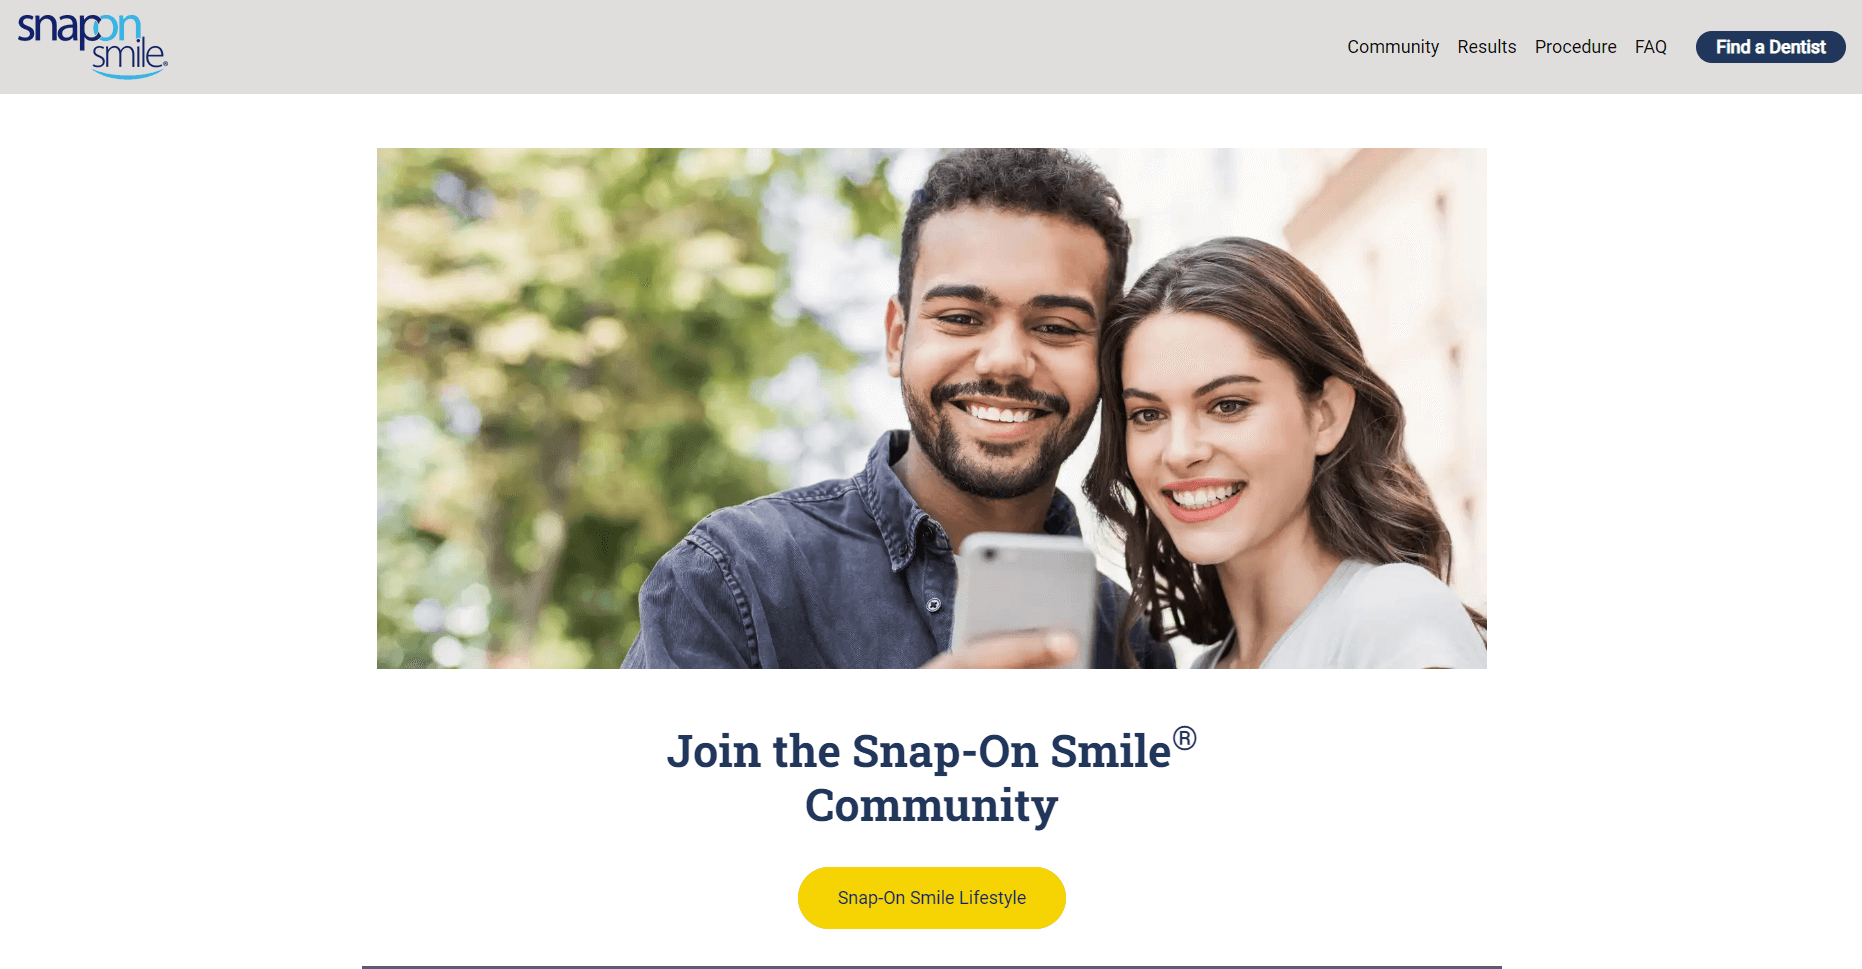 snapon
smile®
Community Results Procedure FAQ Find a Dentist
Join the Snap-On Smile®
Community
Snap-On Smile Lifestyle